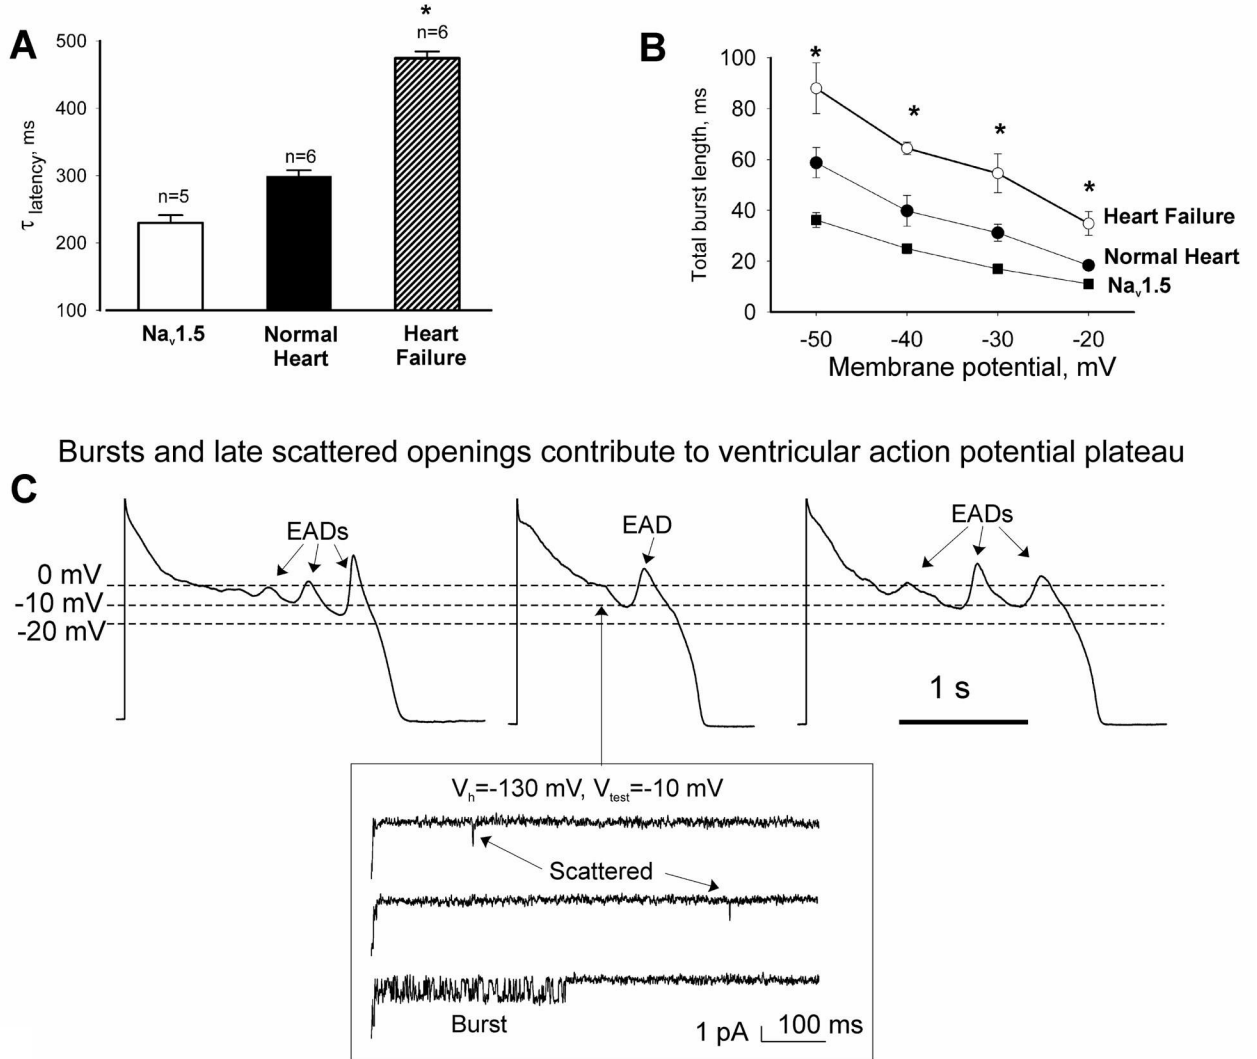 A
500
400
300
200
100
τ latency, ms
n=5
n=6
*
n=6
Nav1.5
Normal
Heart
Heart
Failure
B
100
80
60
40
20
0
Total burst length, ms
*
*
*
*
Heart Failure
Normal Heart
Nav1.5
-50
-40
-30
-20
Membrane potential, mV
Bursts and late scattered openings contribute to ventricular action potential plateau
C
EADs
EAD
EADs
0 mV
-10 mV
-20 mV
1 s
Vh=-130 mV, Vtest=-10 mV
Scattered
Burst
1 pA
100 ms